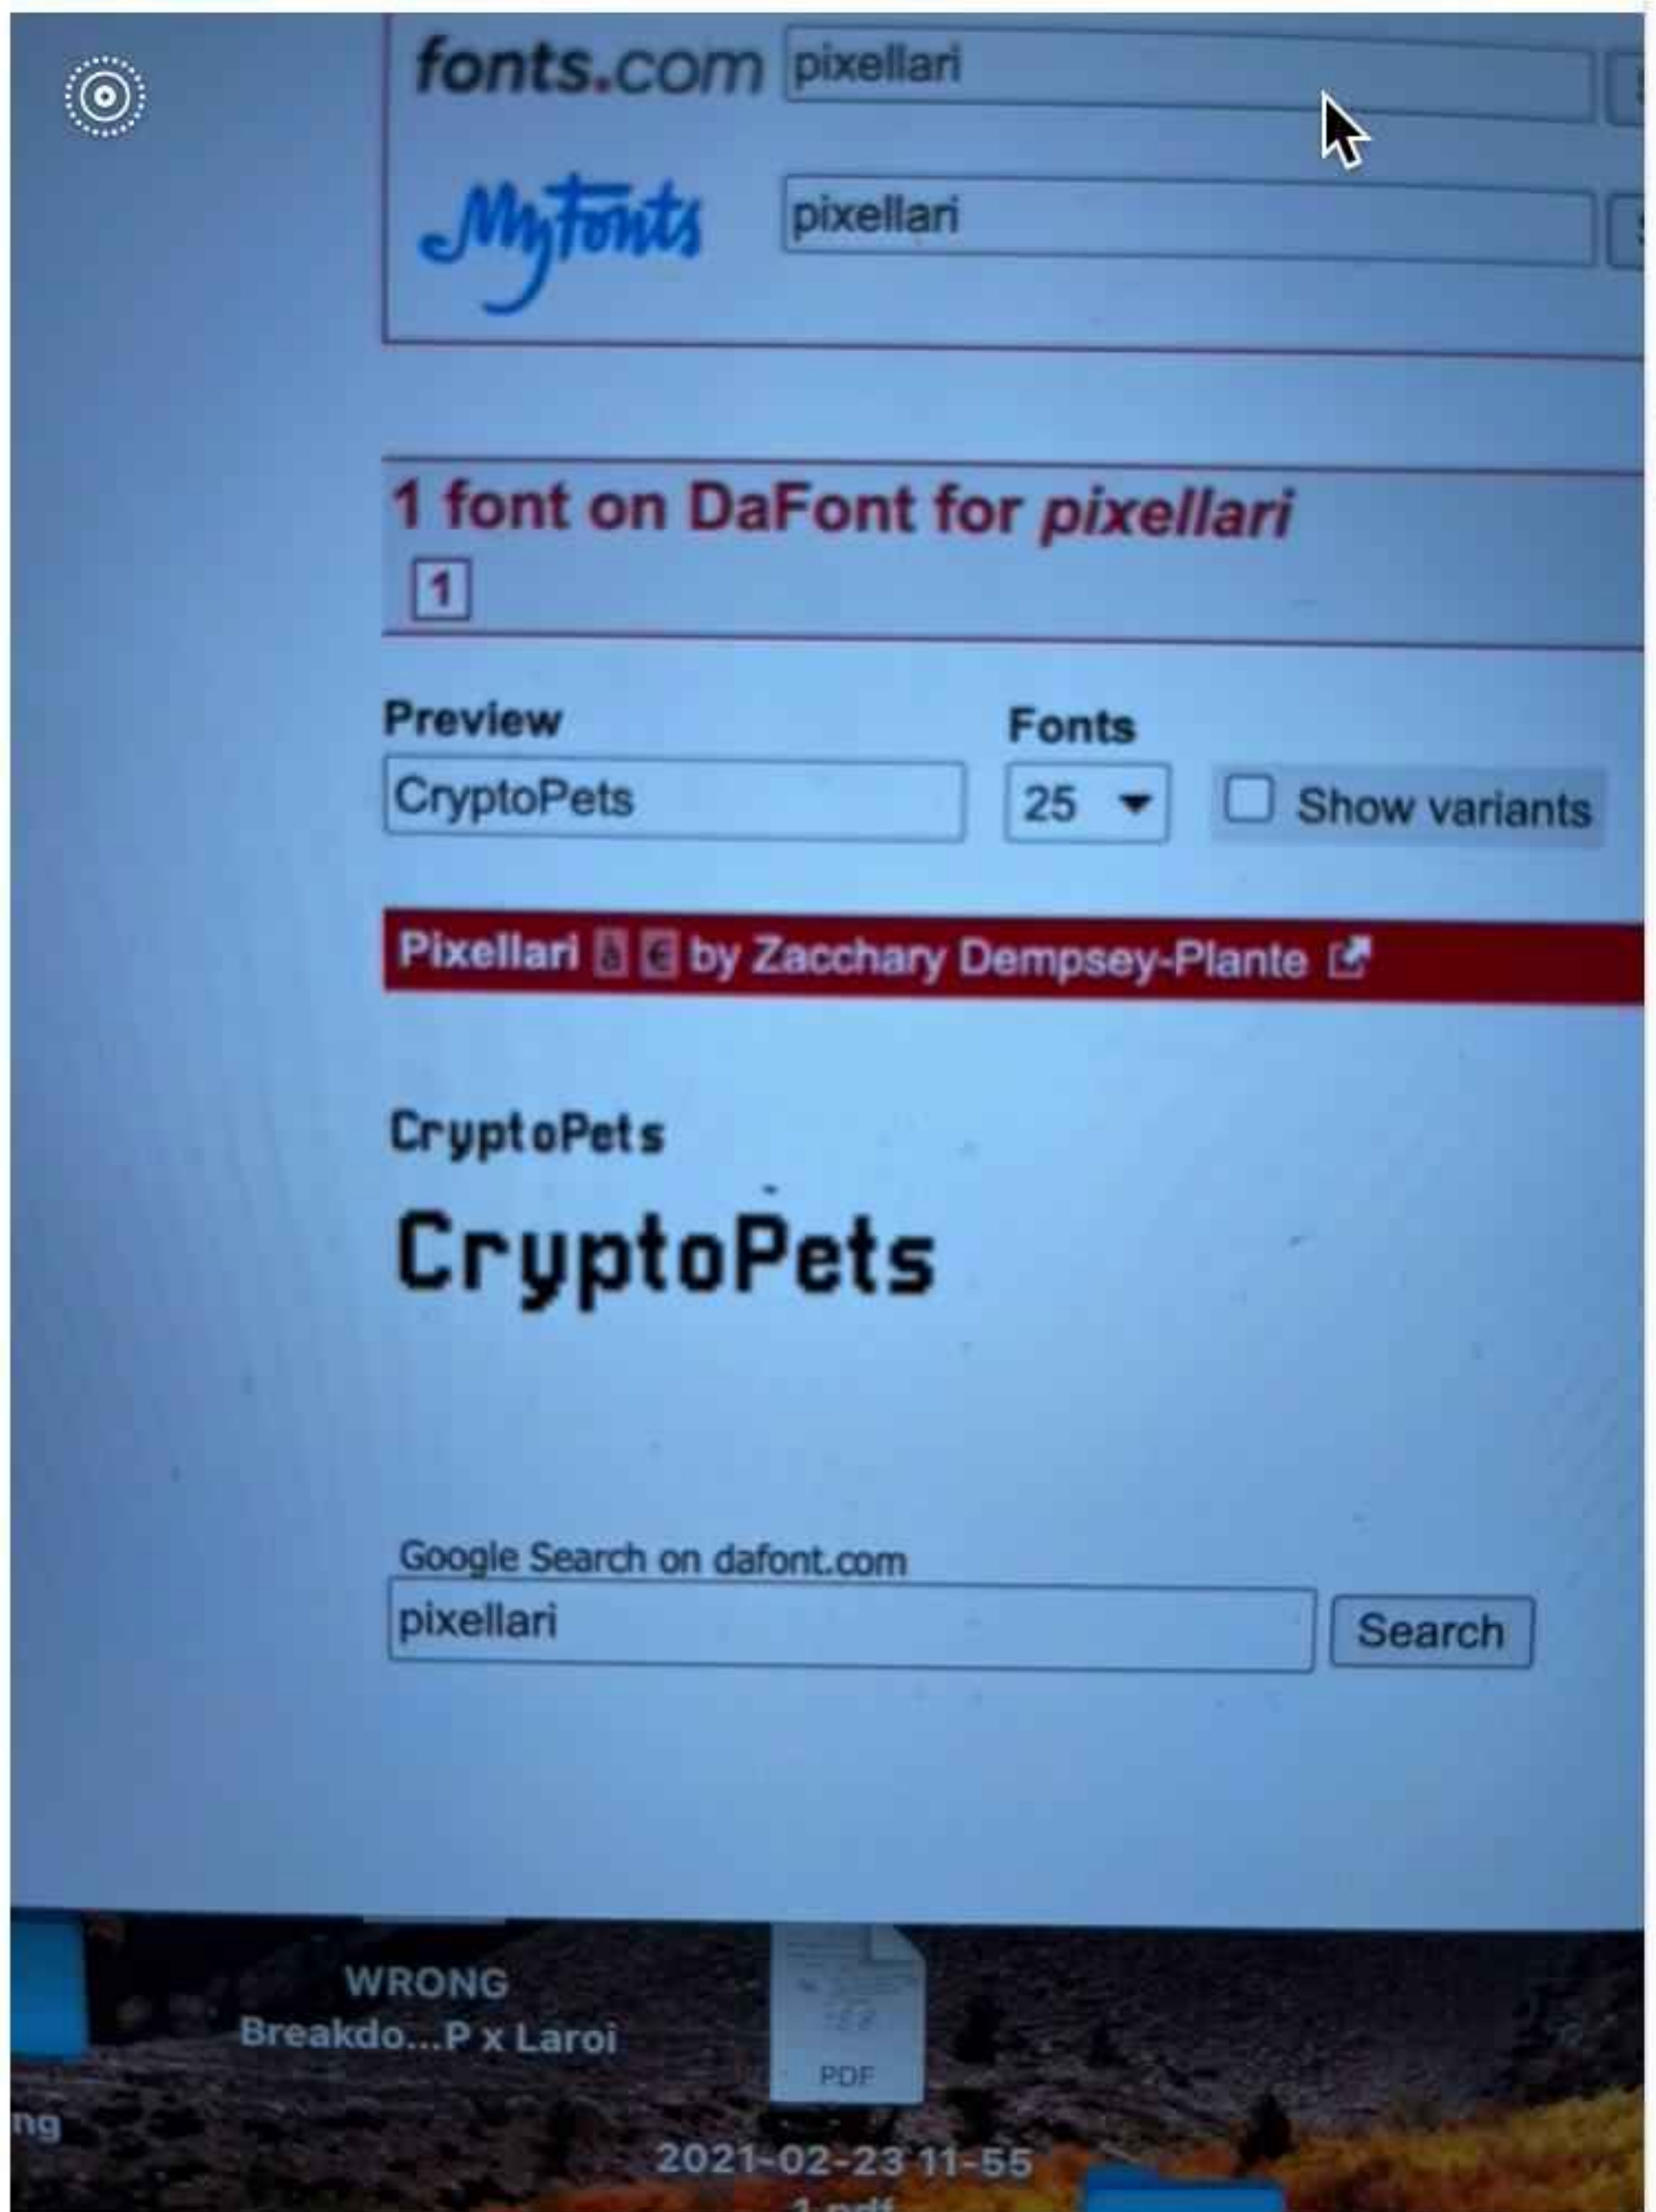 fonts.com pixellari
MyFonts pixellari
1 font on DaFont for pixellari
1
Preview Fonts
CryptoPets 25 Show variants
Pixellari à € by Zacchary Dempsey-Plante
CryptoPets
CryptoPets
Google Search on dafont.com
pixellari Search
WRONG
Breakdo...P x Laroi
PDF
ng
2021-02-23 11-55